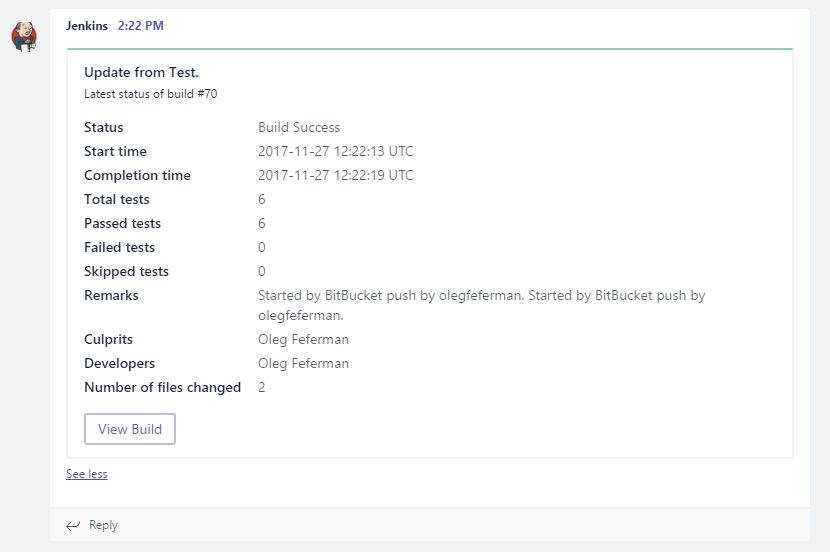 Jenkins 2:22 PM
Update from Test.
Latest status of build #70
Status Build Success
Start time 2017-11-27 12:22:13 UTC
Completion time 2017-11-27 12:22:19 UTC
Total tests 6
Passed tests 6
Failed tests 0
Skipped tests 0
Remarks Started by BitBucket push by olegfeferman. Started by BitBucket push by
olegfeferman.
Culprits Oleg Feferman
Developers Oleg Feferman
Number of files changed 2
View Build
See less
Reply